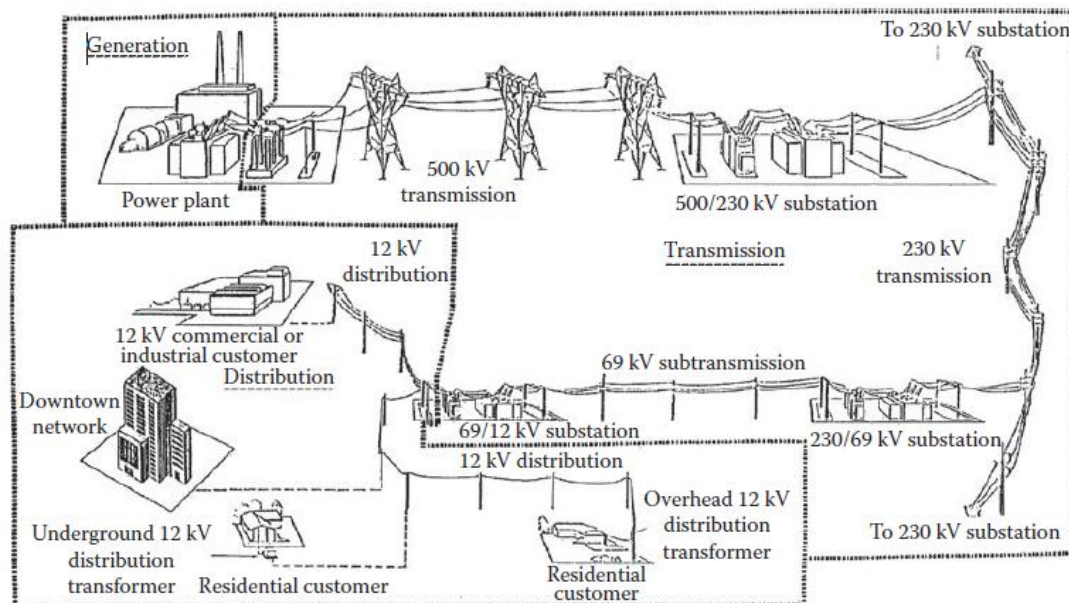 Generation
To 230 kV substation
500 kV
transmission
Power plant
500/230 kV substation
12 kV
distribution
Transmission
230 kV
transmission
12 kV commercial or
industrial customer
Distribution
69 kV subtransmission
Downtown
network
69/12 kV substation
230/69 kV substation
12 kV distribution
Overhead 12 kV
distribution
transformer
Underground 12 kV
distribution
transformer
Residential customer
Residential
customer
To 230 kV substation